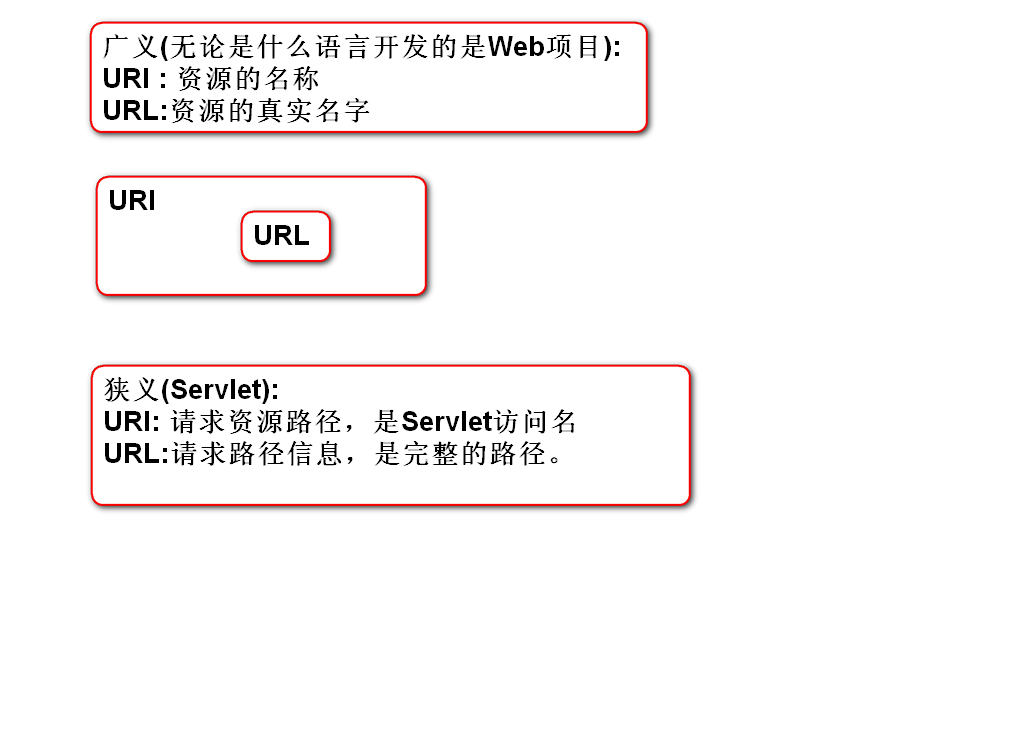 广义(无论是什么语言开发的是Web项目):
URI : 资源的名称
URL:资源的真实名字
URI
URL
狭义(Servlet):
URI: 请求资源路径，是Servlet访问名
URL:请求路径信息，是完整的路径。